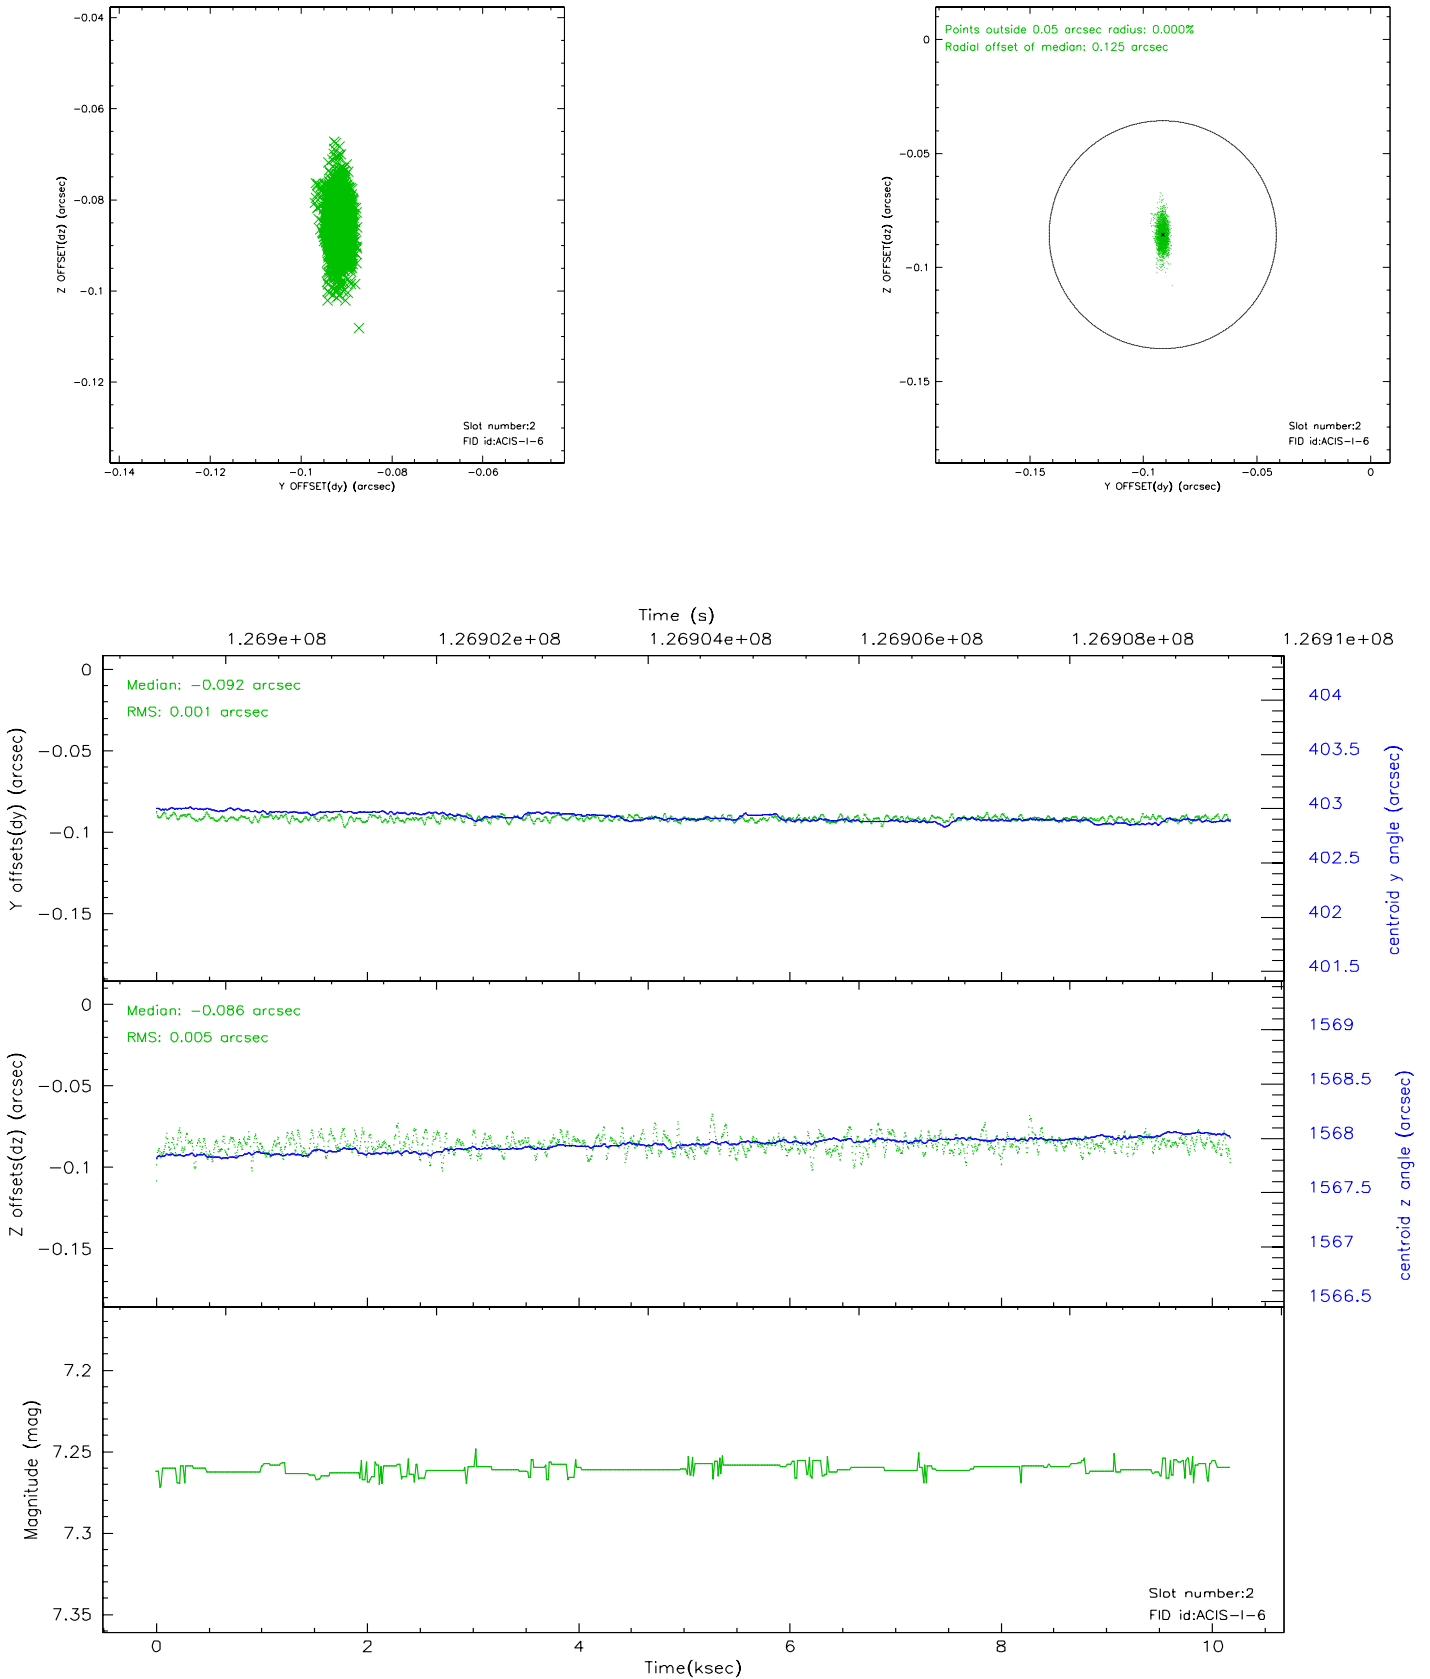 −0.04
−0.06
−0.08
−0.1
−0.12
Z OFFSET(dz) (arcsec)
Slot number:2
FID id:ACIS−I−6
−0.14 −0.12 −0.1 −0.08 −0.06
Y OFFSET(dy) (arcsec)
Points outside 0.05 arcsec radius: 0.000%
Radial offset of median: 0.125 arcsec
0
−0.05
−0.1
−0.15
Z OFFSET(dz) (arcsec)
Slot number:2
FID id:ACIS−I−6
−0.15 −0.1 −0.05 0
Y OFFSET(dy) (arcsec)
Time (s)
1.269e+08 1.26902e+08 1.26904e+08 1.26906e+08 1.26908e+08 1.2691e+08
Median: −0.092 arcsec
RMS: 0.001 arcsec
0
−0.05
−0.1
−0.15
Y offsets(dy) (arcsec)
404
403.5
403
402.5
402
401.5
centroid y angle (arcsec)
Median: −0.086 arcsec
RMS: 0.005 arcsec
0
−0.05
−0.1
−0.15
Z offsets(dz) (arcsec)
1569
1568.5
1568
1567.5
1567
1566.5
centroid z angle (arcsec)
7.2
7.25
7.3
7.35
Magnitude (mag)
Slot number:2
FID id:ACIS−I−6
0 2 4 6 8 10
Time(ksec)